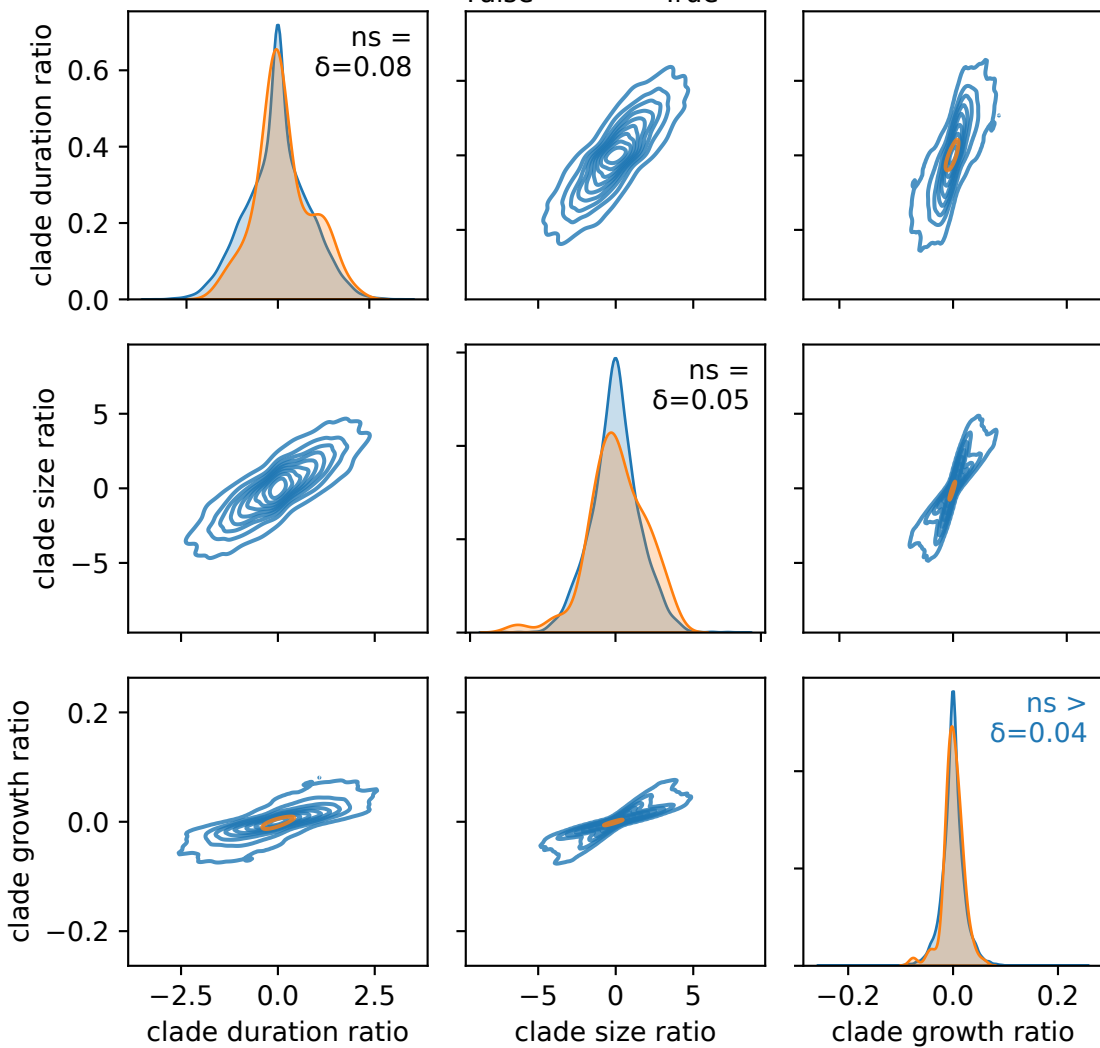 True
clade duration ratio
0.6
0.4
0.2
0.0
ns =
δ=0.08
clade size ratio
5
0
−5
ns =
δ=0.05
clade growth ratio
0.2
0.0
−0.2
ns >
δ=0.04
−2.5 0.0 2.5
−5 0 5
−0.2 0.0 0.2
clade duration ratio
clade size ratio
clade growth ratio